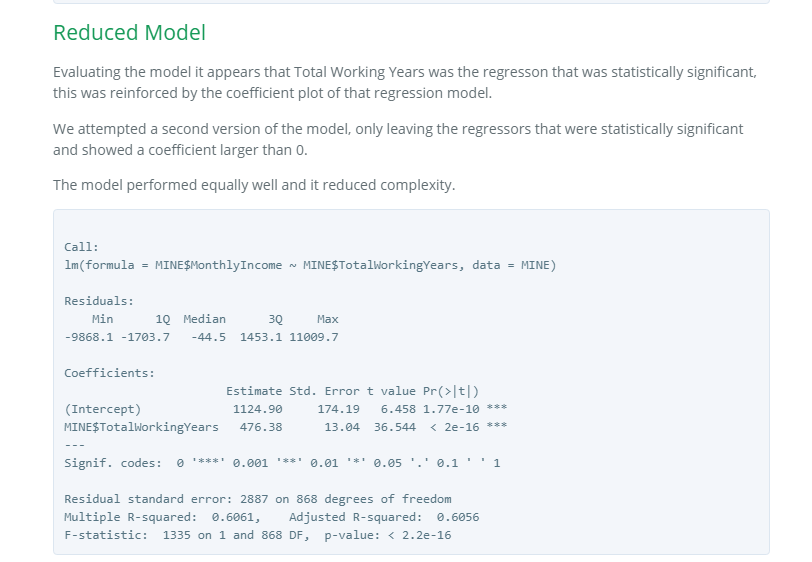 Reduced Model
Evaluating the model it appears that Total Working Years was the regresson that was statistically significant,
this was reinforced by the coefficient plot of that regression model.
We attempted a second version of the model, only leaving the regressors that were statistically significant
and showed a coefficient larger than 0.
The model performed equally well and it reduced complexity.
Call:
lm(formula = MINE$MonthlyIncome ~ MINE$TotalWorkingYears, data = MINE)
Residuals:
    Min      1Q  Median      3Q     Max
-9868.1 -1703.7   -44.5  1453.1 11009.7
Coefficients:
                       Estimate Std. Error t value Pr(>|t|)
(Intercept)             1124.90     174.19   6.458 1.77e-10 ***
MINE$TotalWorkingYears   476.38      13.04  36.544  < 2e-16 ***
---
Signif. codes:  0 '***' 0.001 '**' 0.01 '*' 0.05 '.' 0.1 ' ' 1
Residual standard error: 2887 on 868 degrees of freedom
Multiple R-squared:  0.6061,    Adjusted R-squared:  0.6056
F-statistic:  1335 on 1 and 868 DF,  p-value: < 2.2e-16